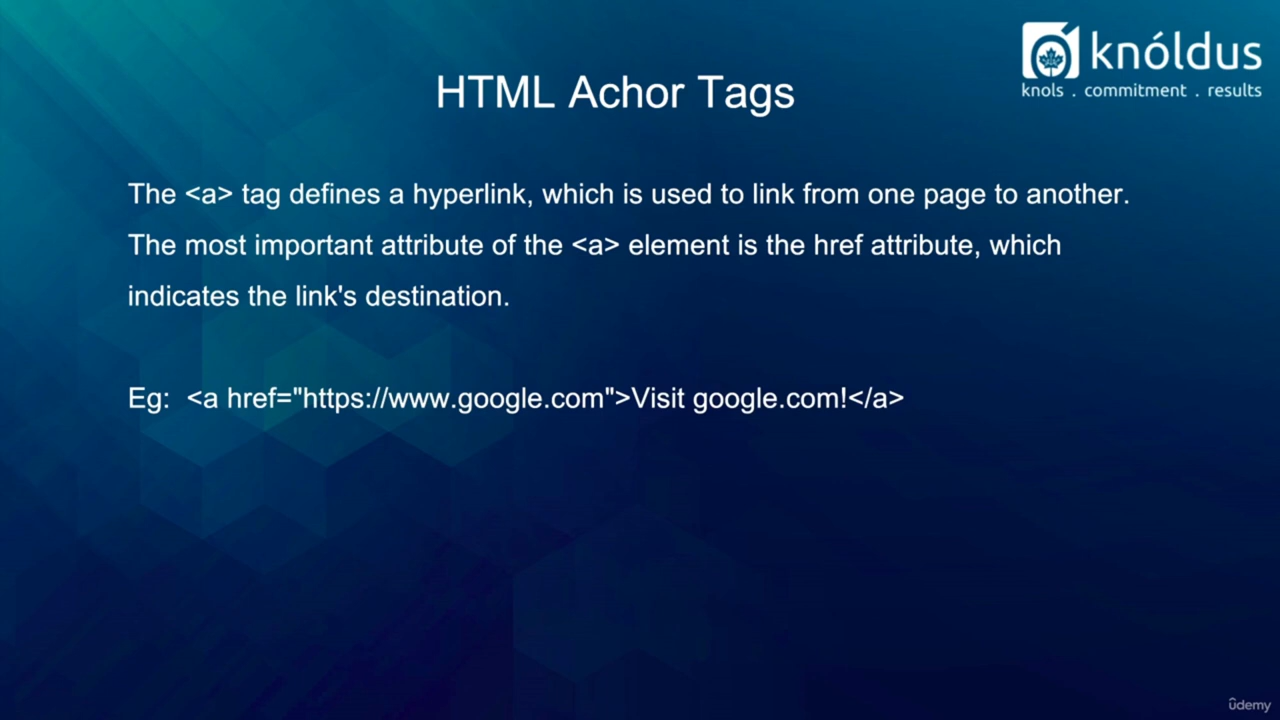 knóldus
knols . commitment . results
HTML Achor Tags
The <a> tag defines a hyperlink, which is used to link from one page to another.
The most important attribute of the <a> element is the href attribute, which
indicates the link's destination.
Eg:  <a href="https://www.google.com">Visit google.com!</a>
ûdemy